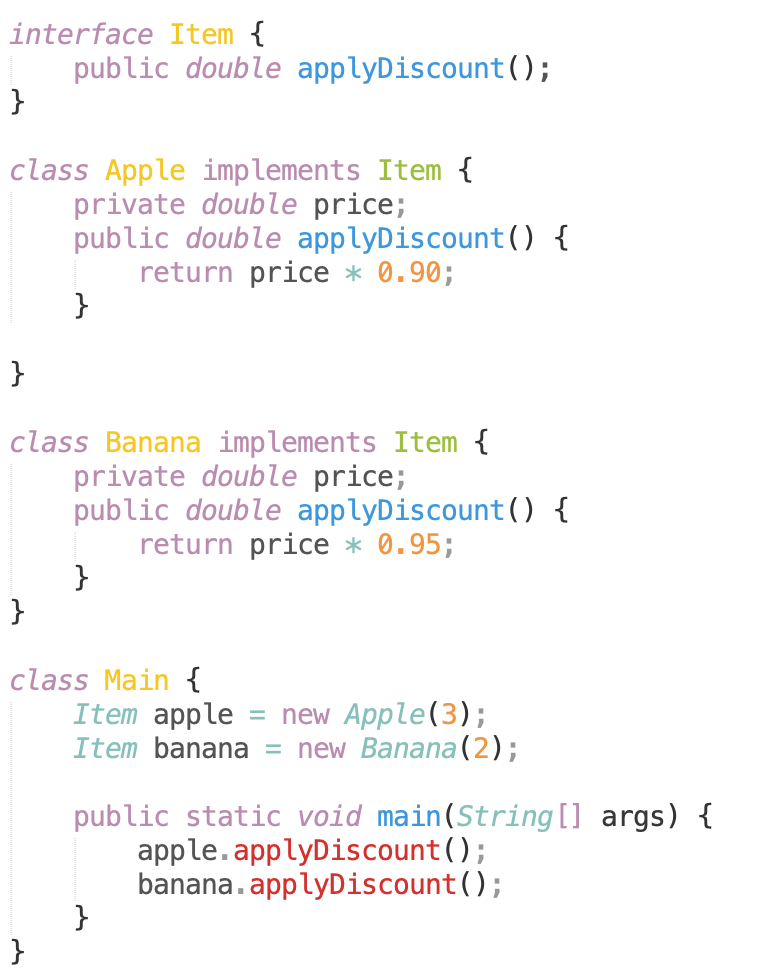 interface Item {
    public double applyDiscount();
}

class Apple implements Item {
    private double price;
    public double applyDiscount() {
        return price * 0.90;
    }

}

class Banana implements Item {
    private double price;
    public double applyDiscount() {
        return price * 0.95;
    }
}

class Main {
    Item apple = new Apple(3);
    Item banana = new Banana(2);

    public static void main(String[] args) {
        apple.applyDiscount();
        banana.applyDiscount();
    }
}